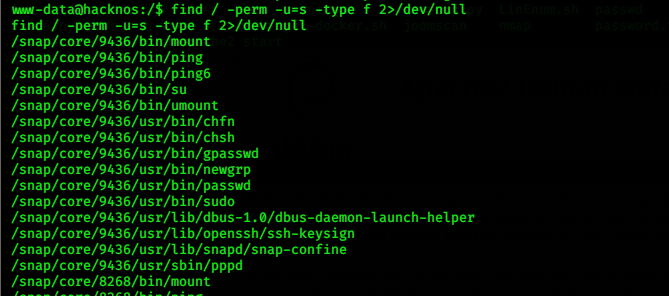 www-data@hacknos:/$ find / -perm -u=s -type f 2>/dev/null
find / -perm -u=s -type f 2>/dev/null
/snap/core/9436/bin/mount
/snap/core/9436/bin/ping
/snap/core/9436/bin/ping6
/snap/core/9436/bin/su
/snap/core/9436/bin/umount
/snap/core/9436/usr/bin/chfn
/snap/core/9436/usr/bin/chsh
/snap/core/9436/usr/bin/gpasswd
/snap/core/9436/usr/bin/newgrp
/snap/core/9436/usr/bin/passwd
/snap/core/9436/usr/bin/sudo
/snap/core/9436/usr/lib/dbus-1.0/dbus-daemon-launch-helper
/snap/core/9436/usr/lib/openssh/ssh-keysign
/snap/core/9436/usr/lib/snapd/snap-confine
/snap/core/9436/usr/sbin/pppd
/snap/core/8268/bin/mount
/snap/core/8268/bin/ping